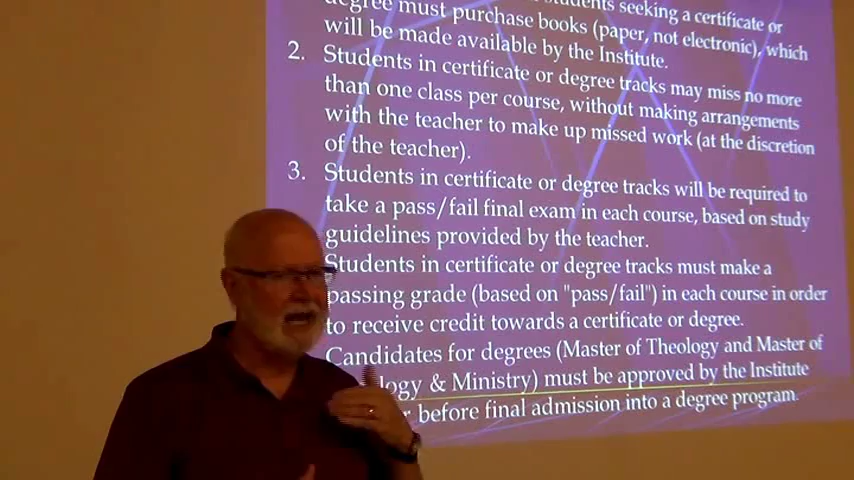 degree must purchase books (paper, not electronic), which
students seeking a certificate or
will be made available by the Institute.
2. Students in certificate or degree tracks may miss no more
than one class per course, without making arrangements
with the teacher to make up missed work (at the discretion
of the teacher).
3. Students in certificate or degree tracks will be required to
take a pass/fail final exam in each course, based on study
guidelines provided by the teacher.
Students in certificate or degree tracks must make a
passing grade (based on "pass/fail") in each course in order
to receive credit towards a certificate or degree.
Candidates for degrees (Master of Theology and Master of
logy & Ministry) must be approved by the Institute
before final admission into a degree program.